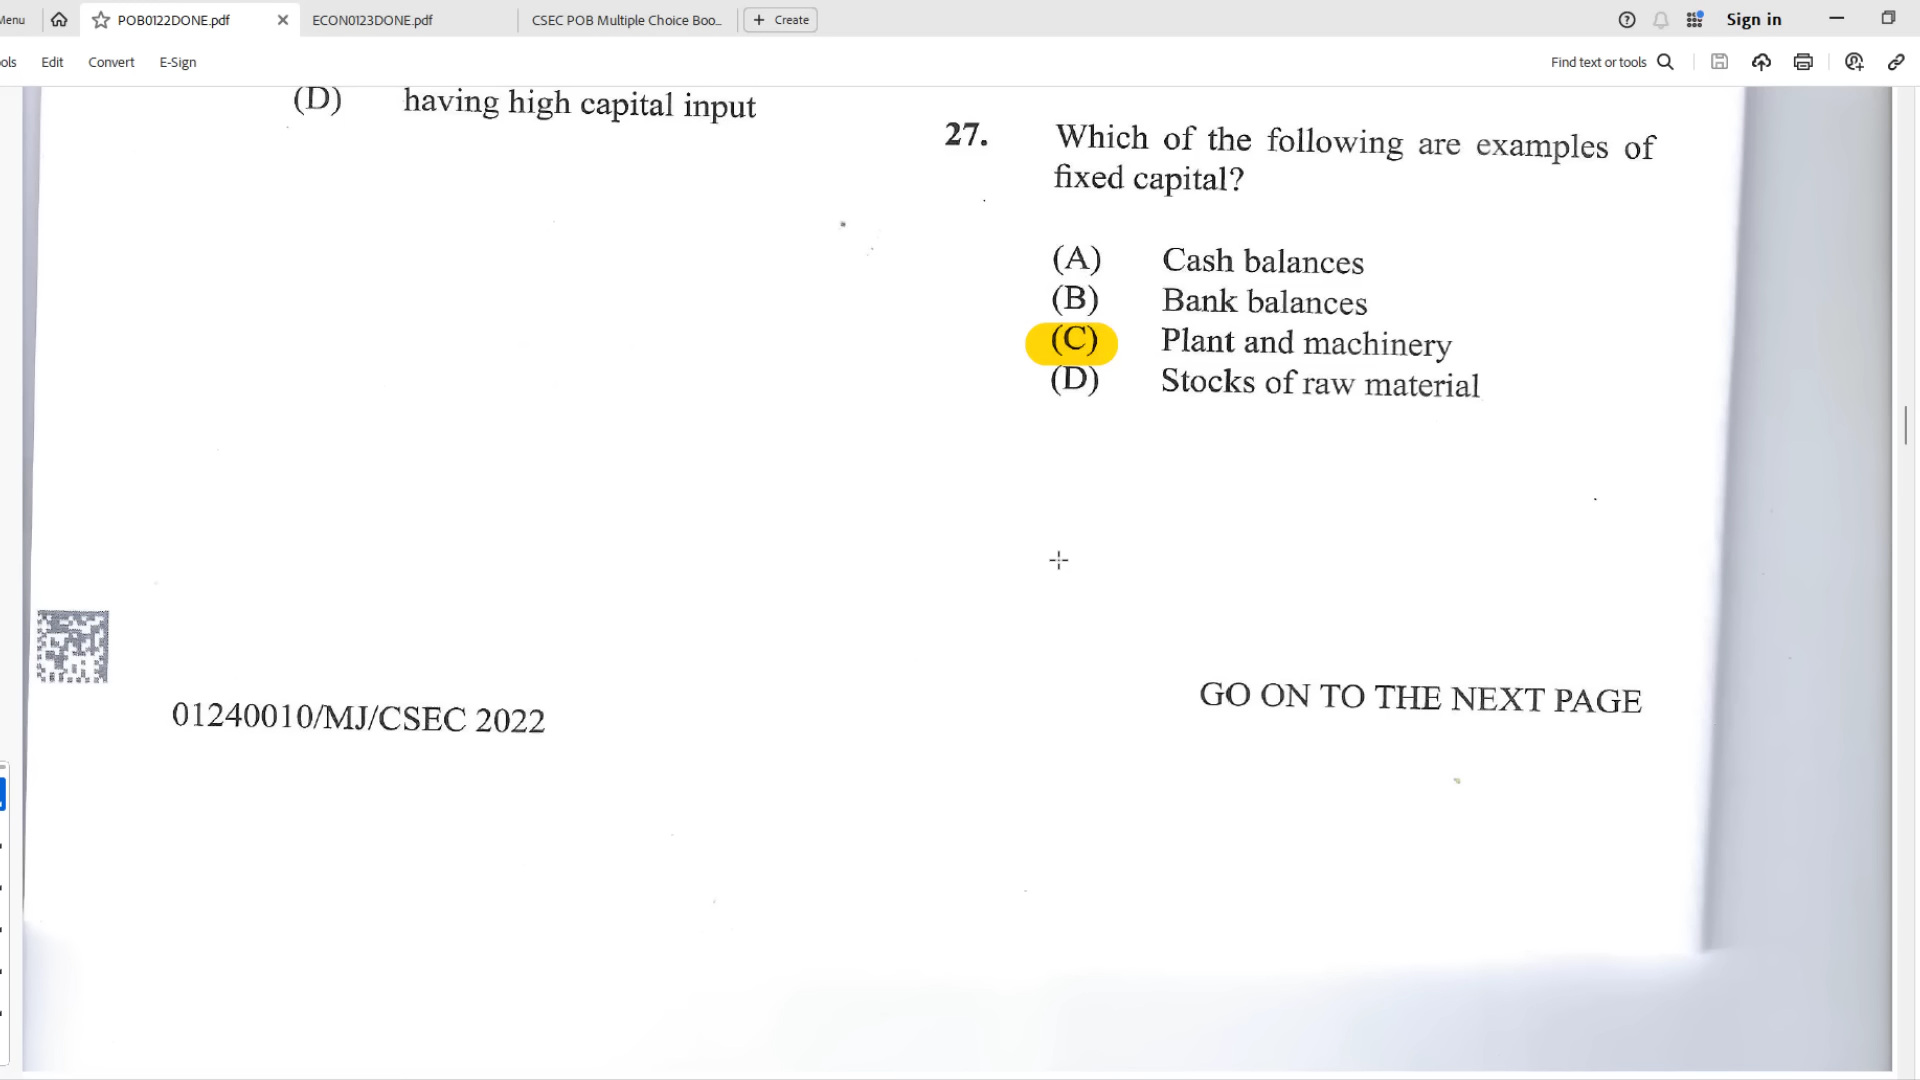 Menu
POB0122DONE.pdf
ECON0123DONE.pdf
CSEC POB Multiple Choice Boo...
+ Create
Sign in
ols
Edit
Convert
E-Sign
Find text or tools
(D) having high capital input
27. Which of the following are examples of
fixed capital?
(A) Cash balances
(B) Bank balances
(C) Plant and machinery
(D) Stocks of raw material
GO ON TO THE NEXT PAGE
01240010/MJ/CSEC 2022